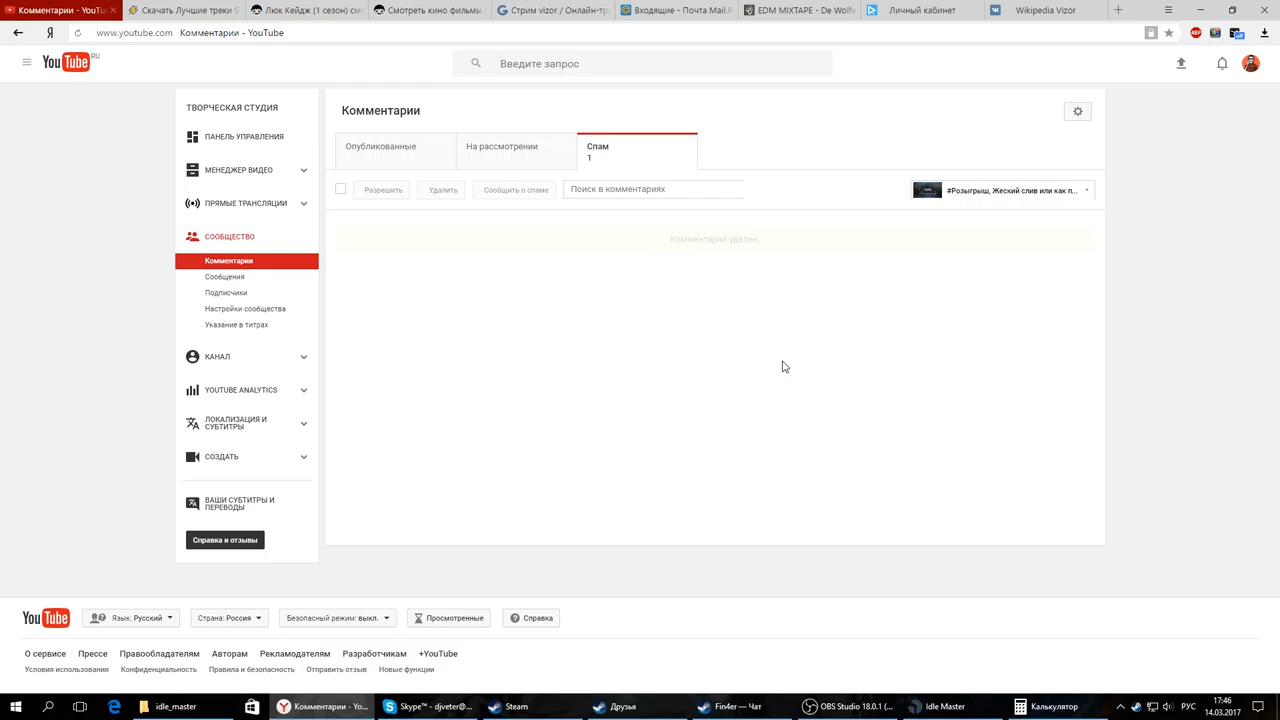 Комментарии - YouTu
Скачать Лучшие треки S
Люк Кейдж (1 сезон) смо
Смотреть кино фильмы с
Стрим vizor / Онлайн-тр
Входящие - Почта Mail.R
EDM MIXTAPE - De Wolfe
Личный кабинет
Wikipedia Vizor
www.youtube.com Комментарии - YouTube
ABP
off
YouTube RU
Введите запрос
ТВОРЧЕСКАЯ СТУДИЯ
ПАНЕЛЬ УПРАВЛЕНИЯ
МЕНЕДЖЕР ВИДЕО
ПРЯМЫЕ ТРАНСЛЯЦИИ
СООБЩЕСТВО
Комментарии
Сообщения
Подписчики
Настройки сообщества
Указание в титрах
КАНАЛ
YOUTUBE ANALYTICS
ЛОКАЛИЗАЦИЯ И
СУБТИТРЫ
СОЗДАТЬ
ВАШИ СУБТИТРЫ И
ПЕРЕВОДЫ
Справка и отзывы
Комментарии
Опубликованные
На рассмотрении
Спам
1
Разрешить
Удалить
Сообщить о спаме
Поиск в комментариях
#Розыгрыш, Жеский слив или как п...
Комментарий удален.
YouTube
Язык: Русский
Страна: Россия
Безопасный режим: выкл.
Просмотренные
Справка
О сервисе Прессе Правообладателям Авторам Рекламодателям Разработчикам +YouTube
Условия использования Конфиденциальность Правила и безопасность Отправить отзыв Новые функции
idle_master
Комментарии - Yo...
Skype™ - djveter@...
Steam
Друзья
Fin4er — Чат
OBS Studio 18.0.1 (...
Idle Master
Калькулятор
РУС
17:46
14.03.2017